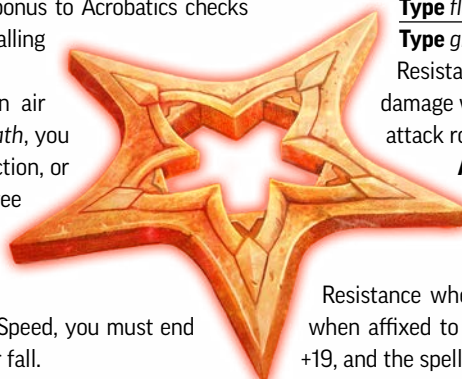 bonus to Acrobatics checks
alling
n air
ath, you
ction, or
ee
Speed, you must end
fall.
Type fl
Type g
Resista
damage v
attack ro
A
Resistance whe
when affixed to
+19, and the spell